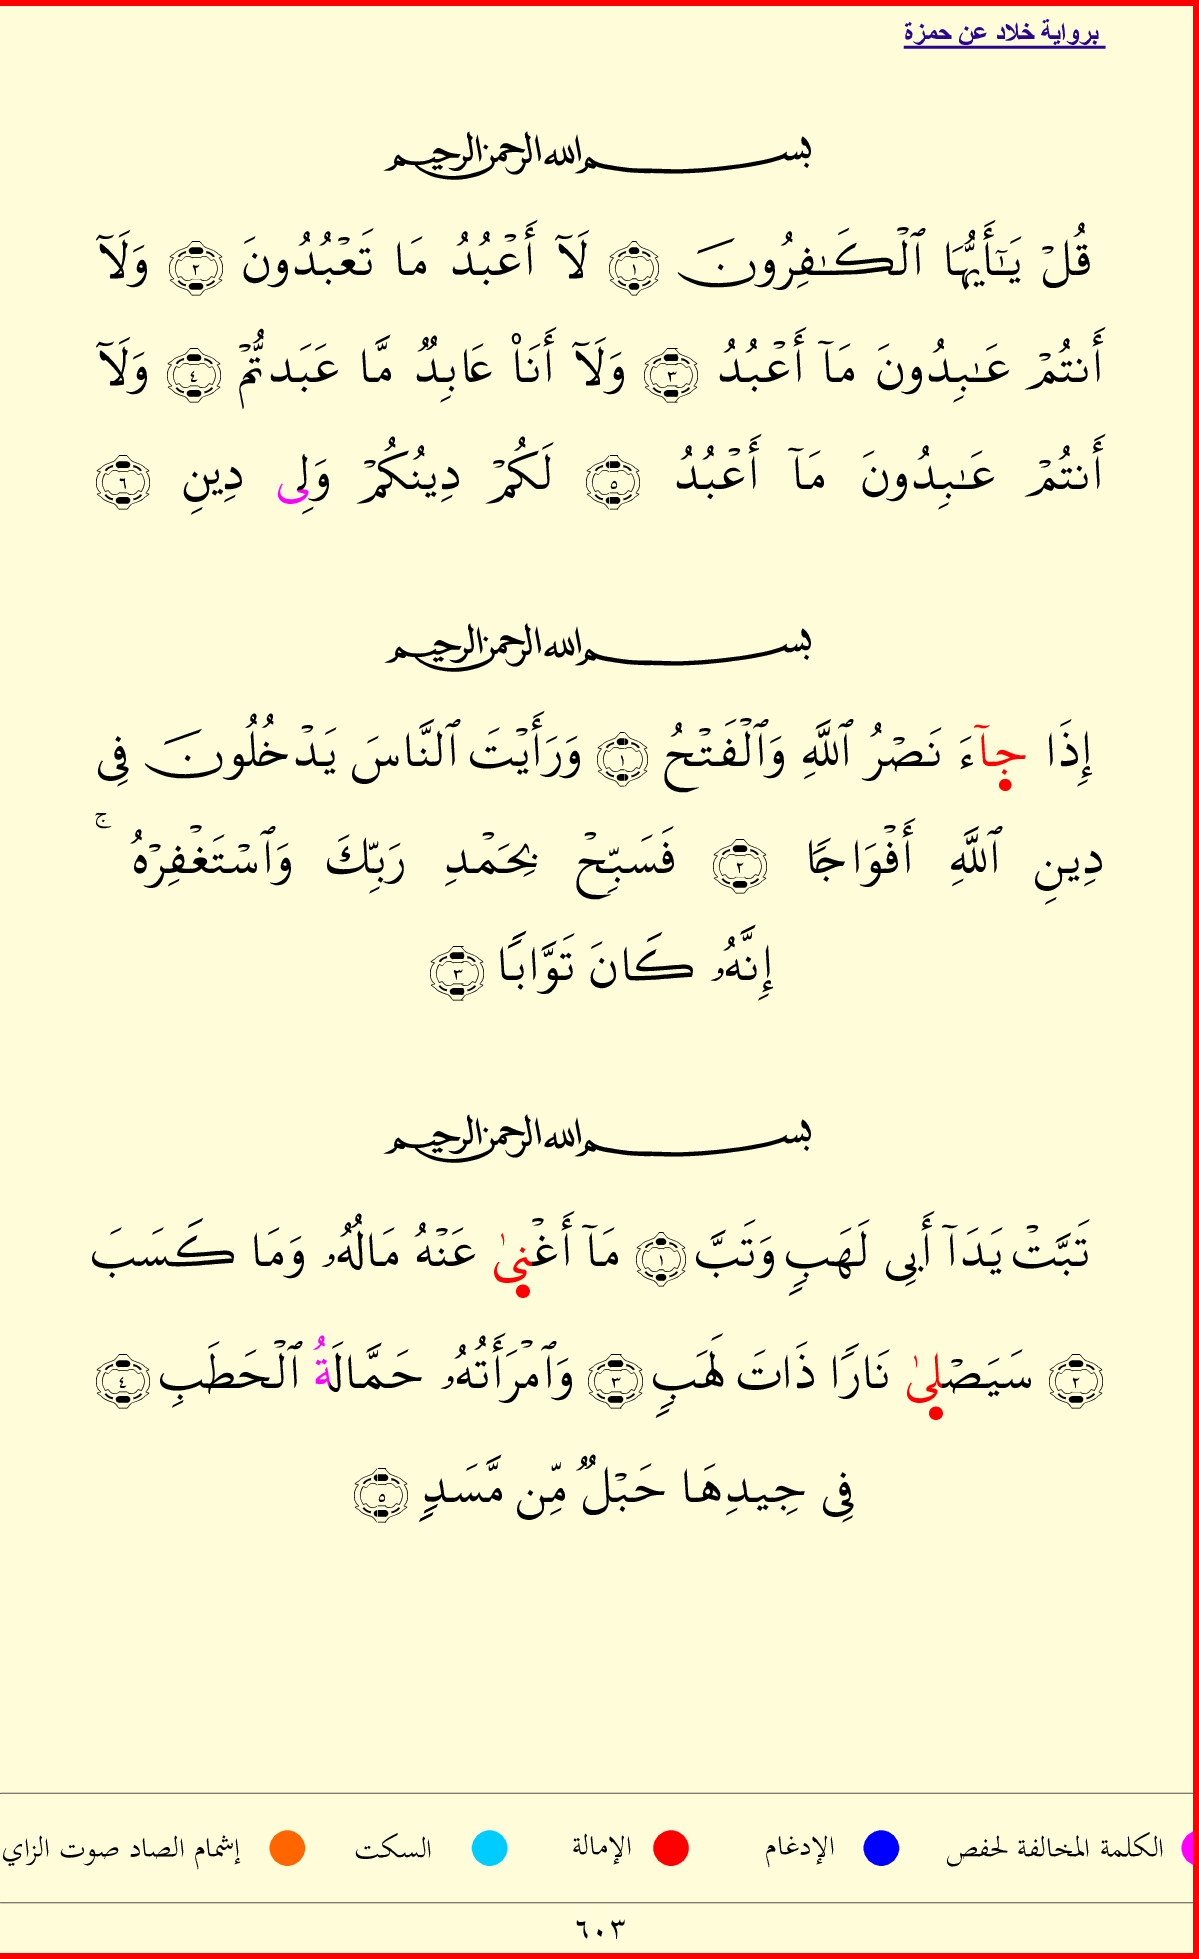 برواية خلاد عن حمزة
بسم الله الرحمن الرحيم
قُلۡ يَٰٓأَيُّهَا ٱلۡكَٰفِرُونَ ١ لَآ أَعۡبُدُ مَا تَعۡبُدُونَ ٢ وَلَآ
أَنتُمۡ عَٰبِدُونَ مَآ أَعۡبُدُ ٣ وَلَآ أَنَا۠ عَابِدٌ مَّا عَبَدتُّمۡ ٤ وَلَآ
أَنتُمۡ عَٰبِدُونَ مَآ أَعۡبُدُ ٥ لَكُمۡ دِينُكُمۡ وَلِى دِينِ ٦
بسم الله الرحمن الرحيم
إِذَا جآءَ نَصۡرُ ٱللَّهِ وَٱلۡفَتۡحُ ١ وَرَأَيۡتَ ٱلنَّاسَ يَدۡخُلُونَ فِى
دِينِ ٱللَّهِ أَفۡوَاجًا ٢ فَسَبِّحۡ بِحَمۡدِ رَبِّكَ وَٱسۡتَغۡفِرۡهُ ۚ
إِنَّهُۥ كَانَ تَوَّابًا ٣
بسم الله الرحمن الرحيم
تَبَّتۡ يَدَآ أَبِى لَهَبٍ وَتَبَّ ١ مَآ أَغۡنىٰ عَنۡهُ مَالُهُۥ وَمَا كَسَبَ
٢ سَيَصۡلىٰ نَارًا ذَاتَ لَهَبٍ ٣ وَٱمۡرَأَتُهُۥ حَمَّالَةُ ٱلۡحَطَبِ ٤
فِى جِيدِهَا حَبۡلٌ مِّن مَّسَدٍ ٥
الكلمة المخالفة لحفص الإدغام الإمالة السكت إشمام الصاد صوت الزاي
٦٠٣